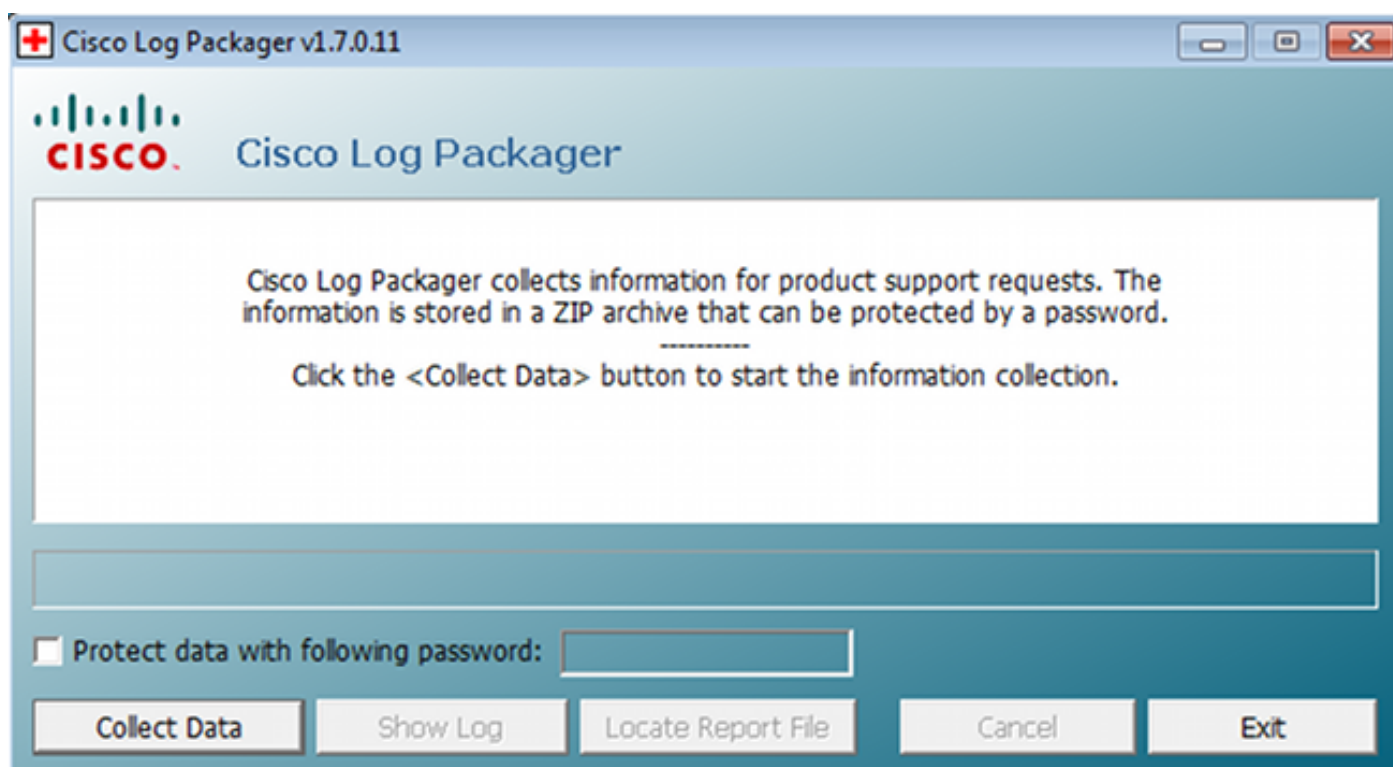 Cisco Log Packager v1.7.0.11
CISCO
Cisco Log Packager
Cisco Log Packager collects information for product support requests. The
information is stored in a ZIP archive that can be protected by a password.
----------
Click the <Collect Data> button to start the information collection.
Protect data with following password:
Collect Data
Show Log
Locate Report File
Cancel
Exit